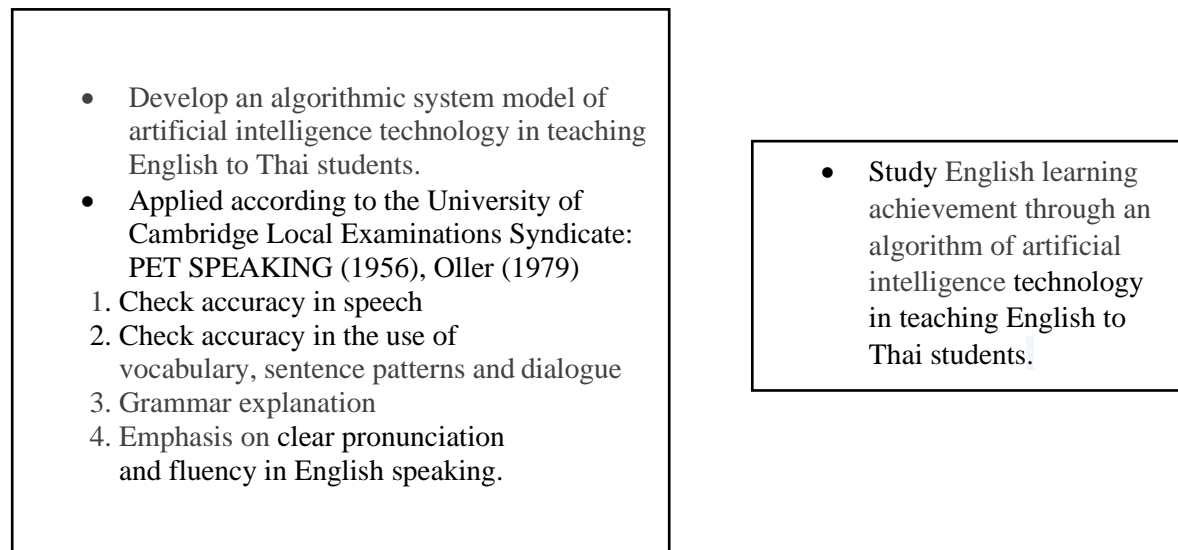 • Develop an algorithmic system model of
artificial intelligence technology in teaching
English to Thai students.
• Applied according to the University of
Cambridge Local Examinations Syndicate:
PET SPEAKING (1956), Oller (1979)
1. Check accuracy in speech
2. Check accuracy in the use of
vocabulary, sentence patterns and dialogue
3. Grammar explanation
4. Emphasis on clear pronunciation
and fluency in English speaking.
• Study English learning
achievement through an
algorithm of artificial
intelligence technology
in teaching English to
Thai students.